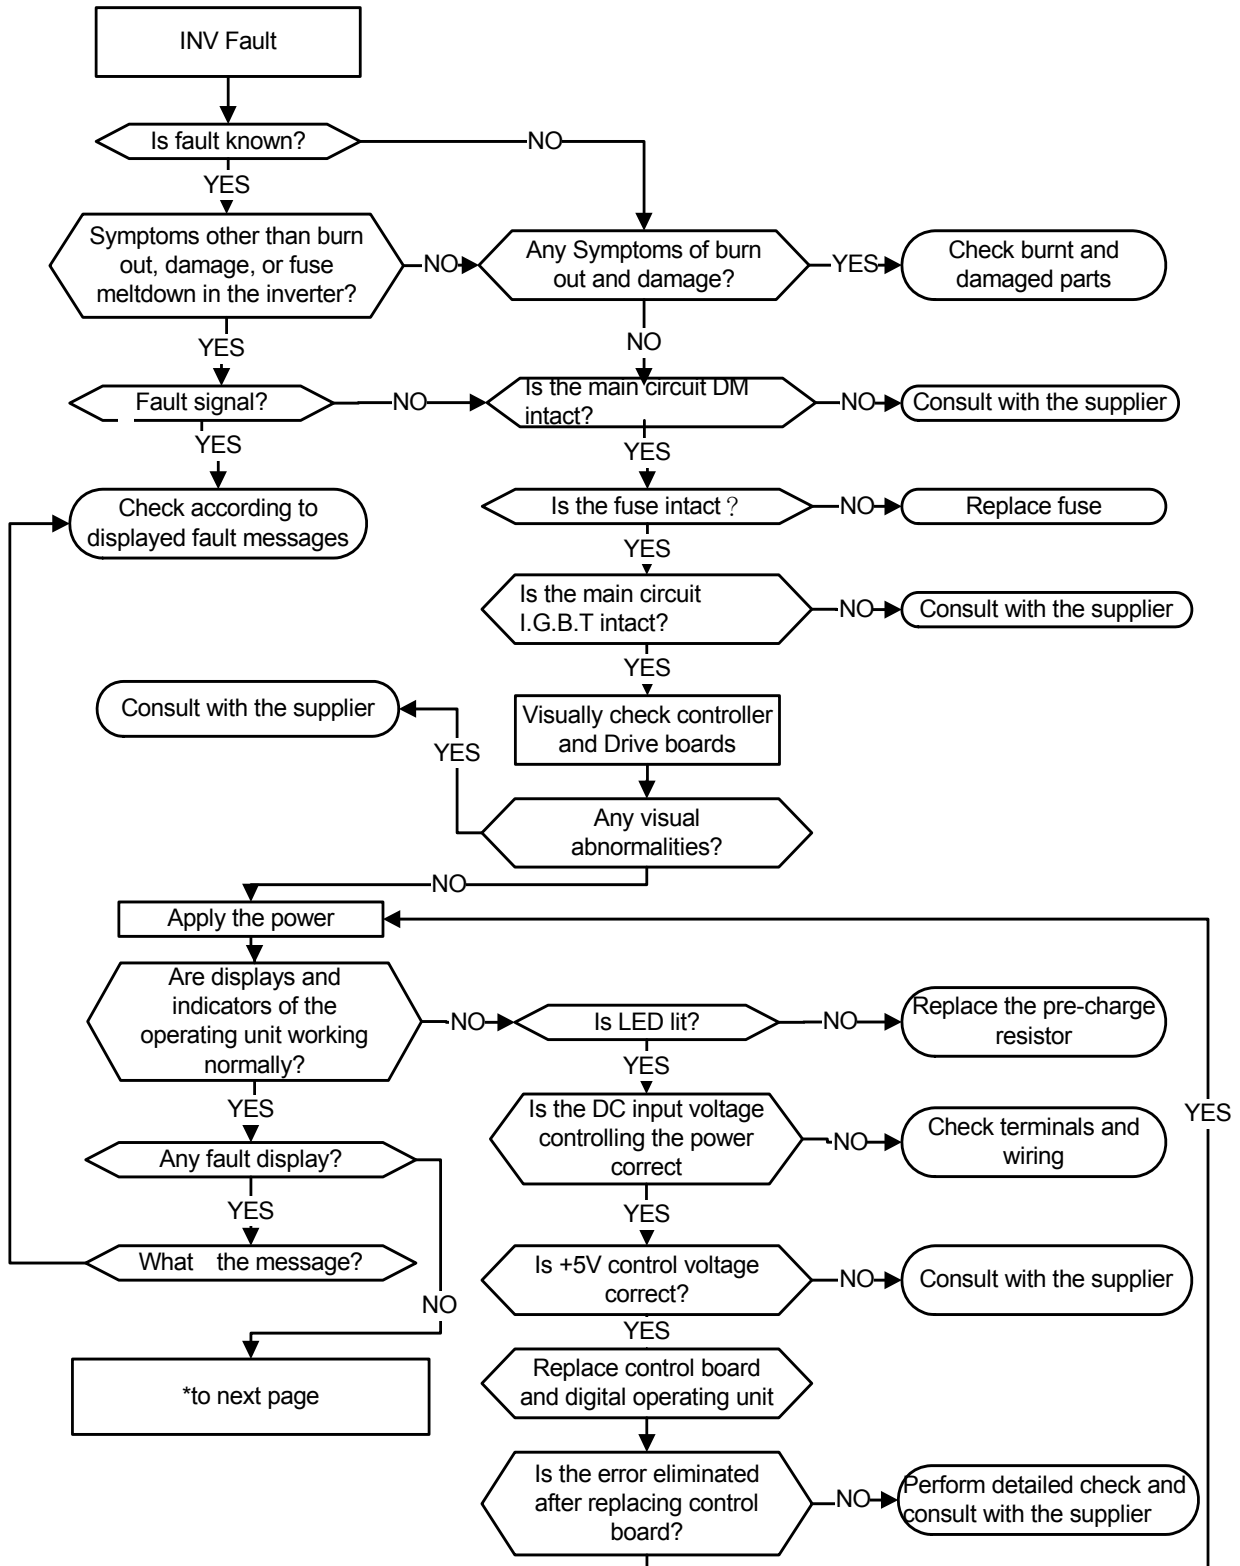 INV Fault
Is fault known?
NO
YES
Symptoms other than burn
out, damage, or fuse
meltdown in the inverter?
NO
Any Symptoms of burn
out and damage?
YES
Check burnt and
damaged parts
YES
NO
Fault signal?
NO
Is the main circuit DM
intact?
NO
Consult with the supplier
YES
YES
Check according to
displayed fault messages
Is the fuse intact？
NO
Replace fuse
YES
Is the main circuit
I.G.B.T intact?
NO
Consult with the supplier
YES
Consult with the supplier
YES
Visually check controller
and Drive boards
Any visual
abnormalities?
NO
Apply the power
Are displays and
indicators of the
operating unit working
normally?
NO
Is LED lit?
NO
Replace the pre-charge
resistor
YES
YES
YES
Is the DC input voltage
controlling the power
correct
NO
Check terminals and
wiring
Any fault display?
YES
YES
What the message?
Is +5V control voltage
correct?
NO
Consult with the supplier
NO
YES
*to next page
Replace control board
and digital operating unit
Is the error eliminated
after replacing control
board?
NO
Perform detailed check and
consult with the supplier